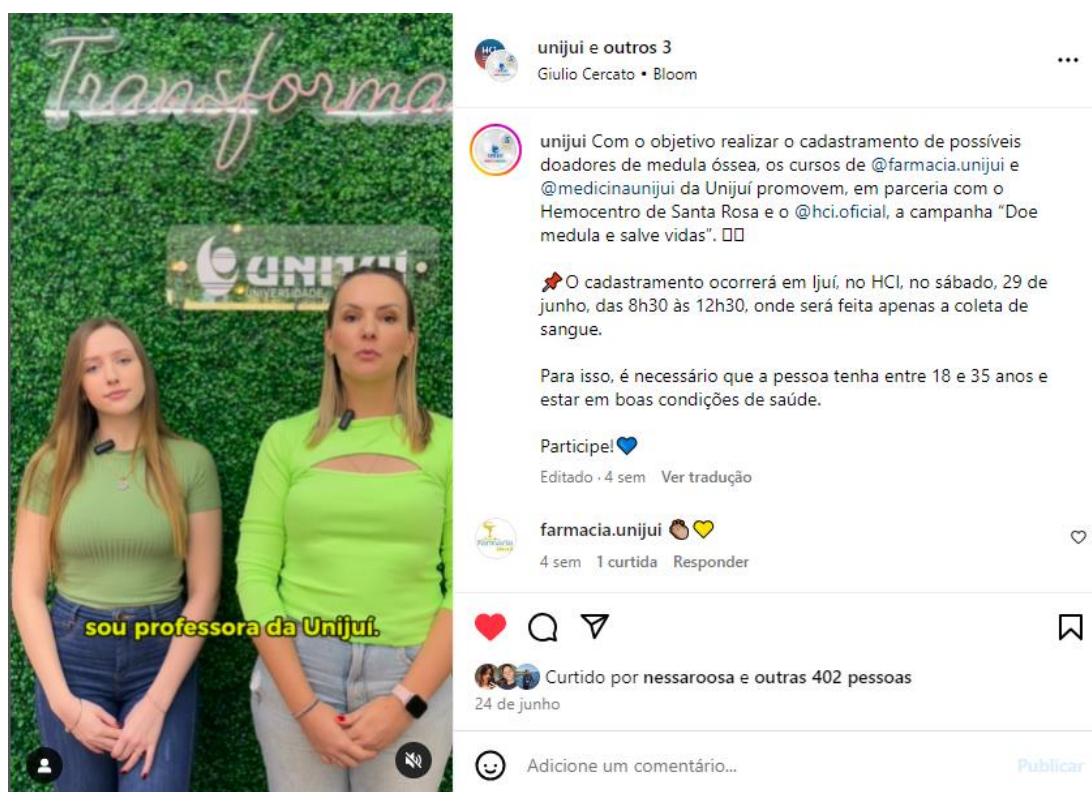 Transforma
UNIJUÍ
UNIVERSIDADE
sou professora da Unijuí.
unijui e outros 3
Giulio Cercato • Bloom
unijui Com o objetivo realizar o cadastramento de possíveis
doadores de medula óssea, os cursos de @farmacia.unijui e
@medicinaunijui da Unijuí promovem, em parceria com o
Hemocentro de Santa Rosa e o @hci.oficial, a campanha “Doe
medula e salve vidas”.
📌O cadastramento ocorrerá em Ijuí, no HCI, no sábado, 29 de
junho, das 8h30 às 12h30, onde será feita apenas a coleta de
sangue.
Para isso, é necessário que a pessoa tenha entre 18 e 35 anos e
estar em boas condições de saúde.
Participe!💙
Editado · 4 sem Ver tradução
farmacia.unijui 👏🏽💛
4 sem 1 curtida Responder
Curtido por nessaroosa e outras 402 pessoas
24 de junho
Adicione um comentário...
Publicar